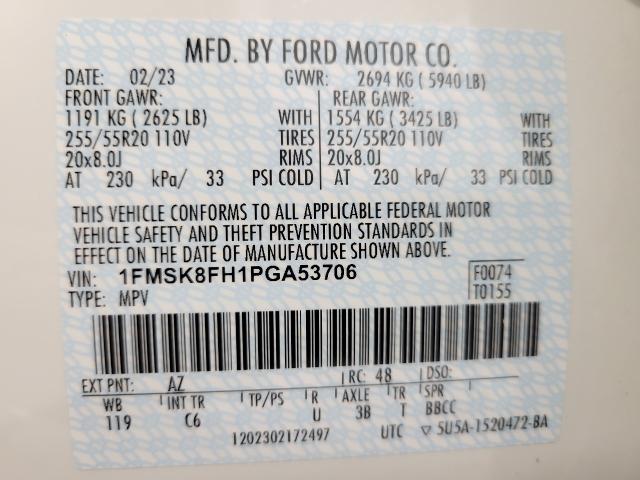 MFD. BY FORD MOTOR CO.
DATE: 02/23 GVWR: 2694 KG ( 5940 LB)
FRONT GAWR: REAR GAWR:
1191 KG ( 2625 LB) WITH 1554 KG ( 3425 LB) WITH
255/55R20 110V TIRES 255/55R20 110V TIRES
20x8.0J RIMS 20x8.0J RIMS
AT 230 kPa/ 33 PSI COLD AT 230 kPa/ 33 PSI COLD
THIS VEHICLE CONFORMS TO ALL APPLICABLE FEDERAL MOTOR
VEHICLE SAFETY AND THEFT PREVENTION STANDARDS IN
EFFECT ON THE DATE OF MANUFACTURE SHOWN ABOVE.
VIN: 1FMSK8FH1PGA53706 F0074
TYPE: MPV T0155
EXT PNT: AZ RC: 48 DSO:
WB INT TR TP/PS R AXLE TR SPR
119 C6 U 3B T BBCC
1202302172497 UTC ▽ 5U5A-1520472-BA